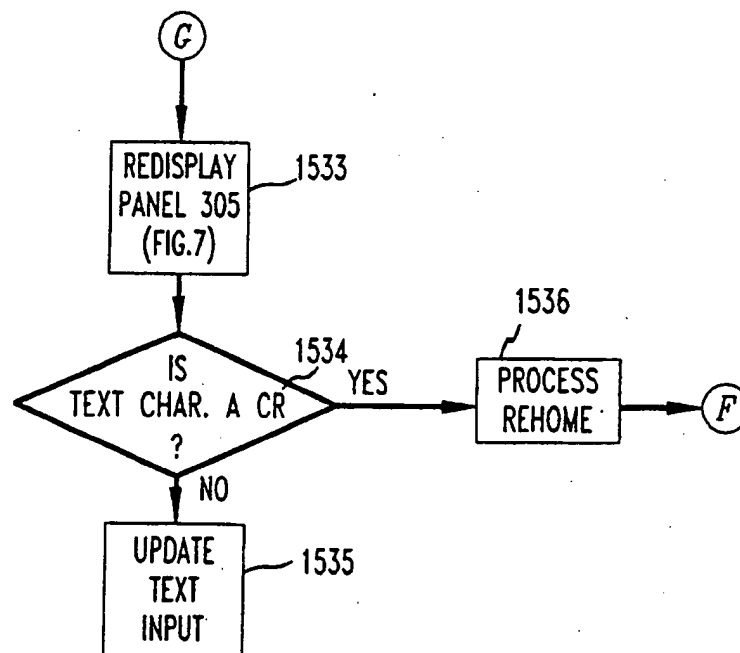 G
REDISPLAY
PANEL 305
(FIG.7)
1533
IS
TEXT CHAR. A CR
?
1534
YES
1536
PROCESS
REHOME
F
NO
UPDATE
TEXT
INPUT
1535